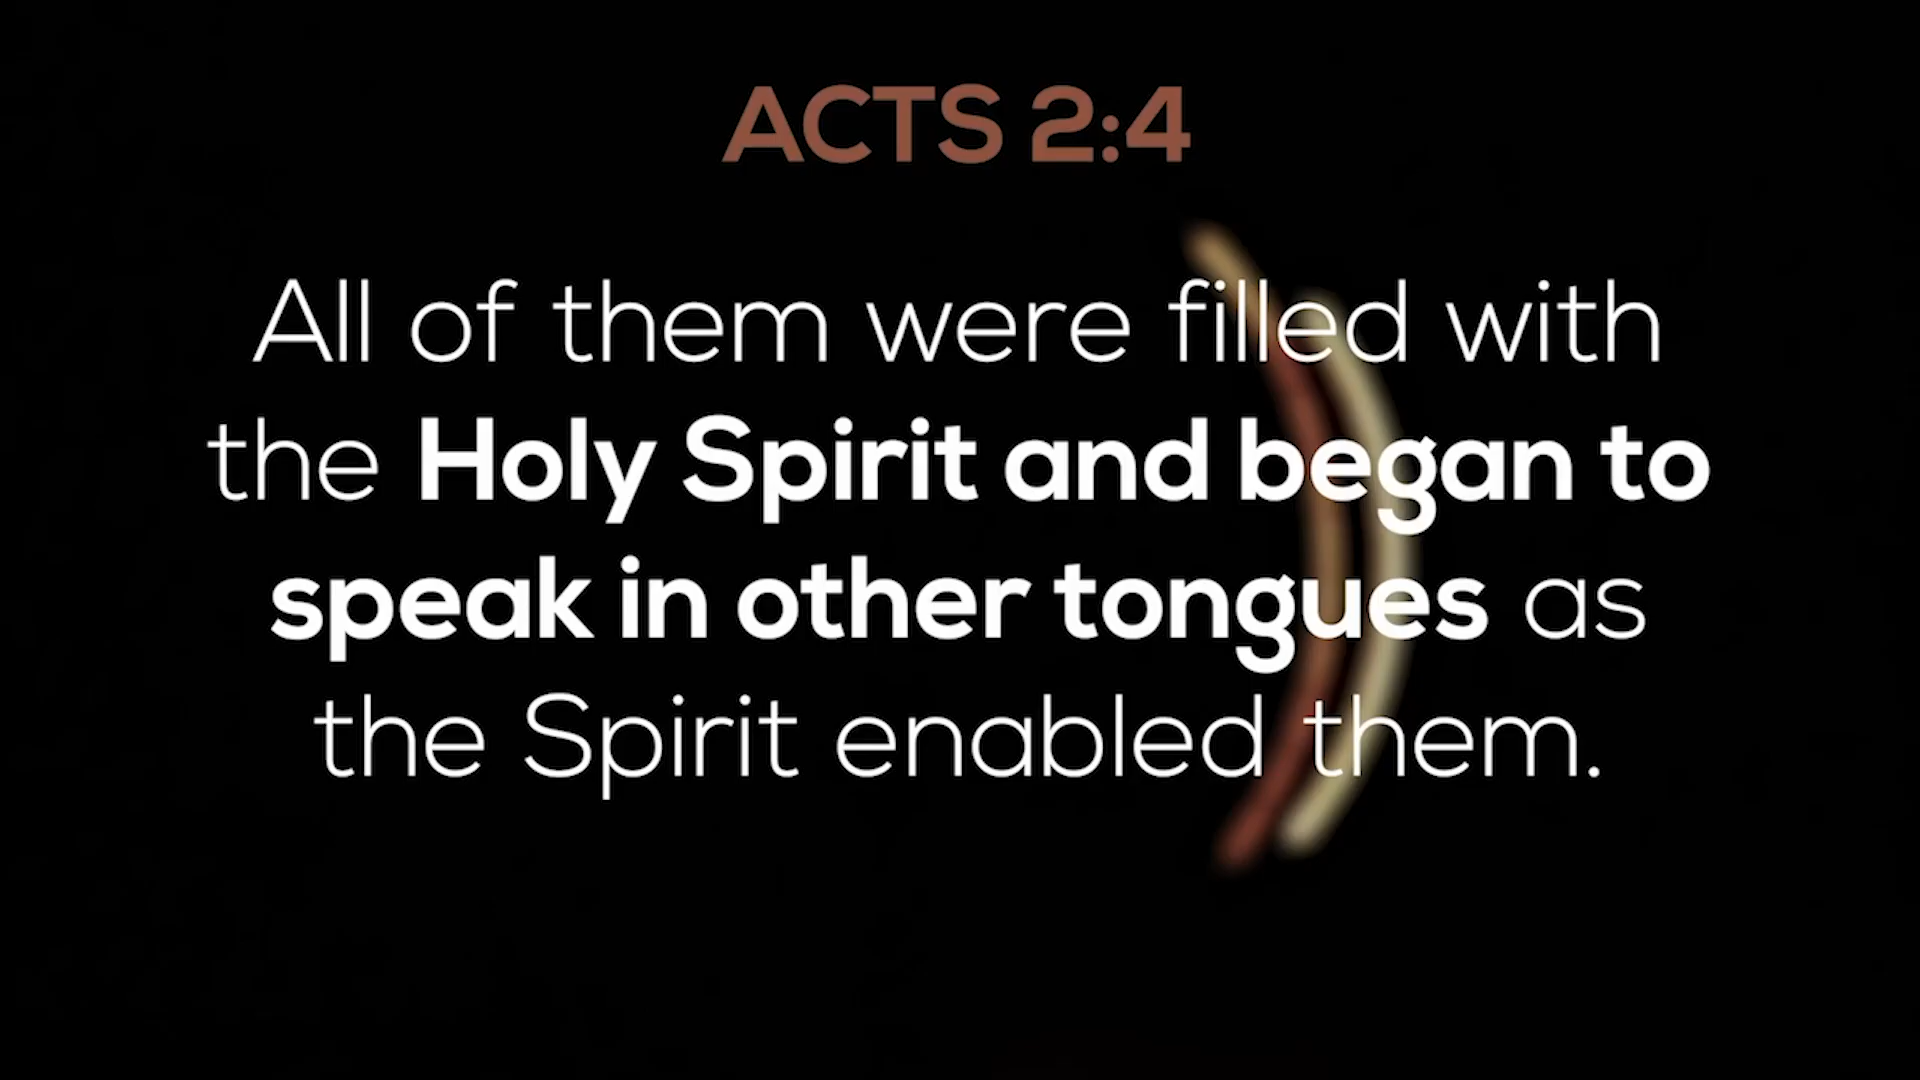 ACTS 2:4
All of them were filled with
the Holy Spirit and began to
speak in other tongues as
the Spirit enabled them.